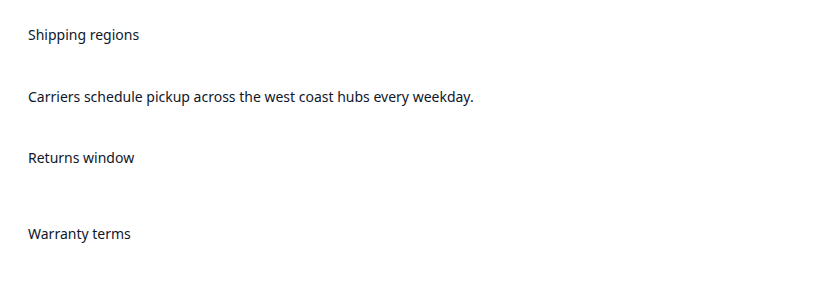 Shipping regions
Carriers schedule pickup across the west coast hubs every weekday.
Returns window
Warranty terms